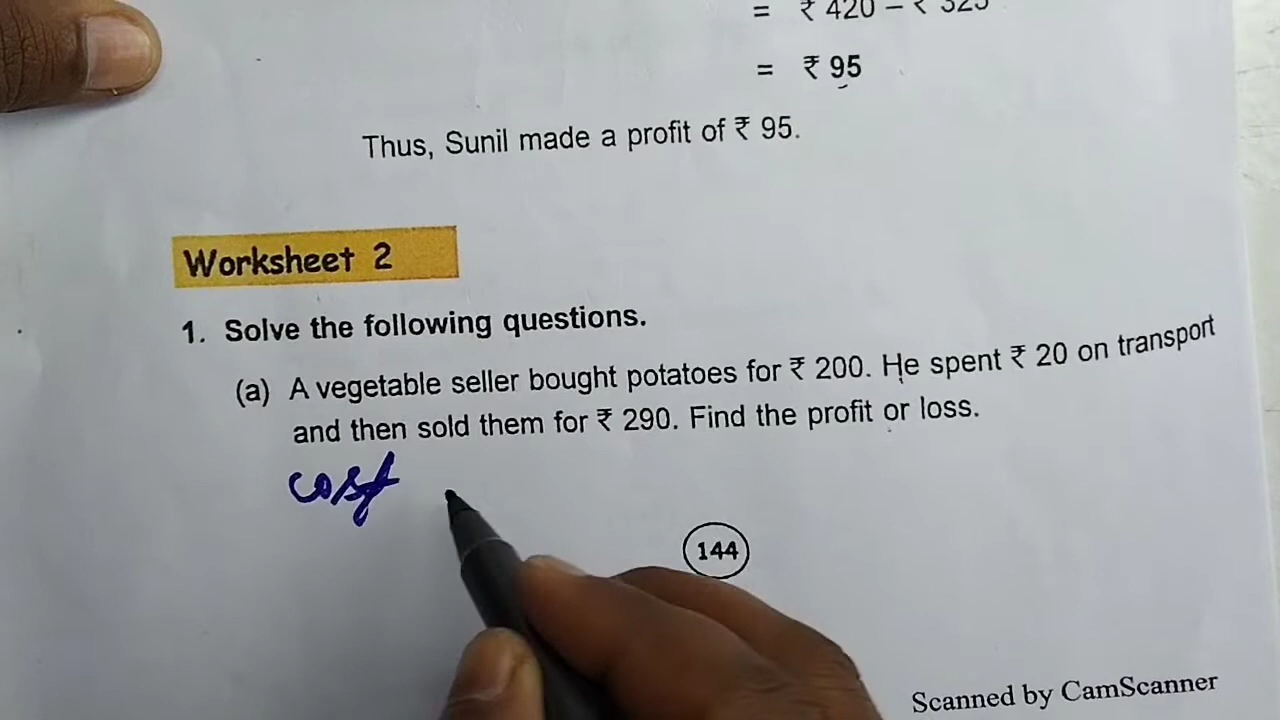 = ₹ 420 – ₹ 325
= ₹ 95
Thus, Sunil made a profit of ₹ 95.
Worksheet 2
1. Solve the following questions.
(a) A vegetable seller bought potatoes for ₹ 200. He spent ₹ 20 on transport
and then sold them for ₹ 290. Find the profit or loss.
cost
144
Scanned by CamScanner